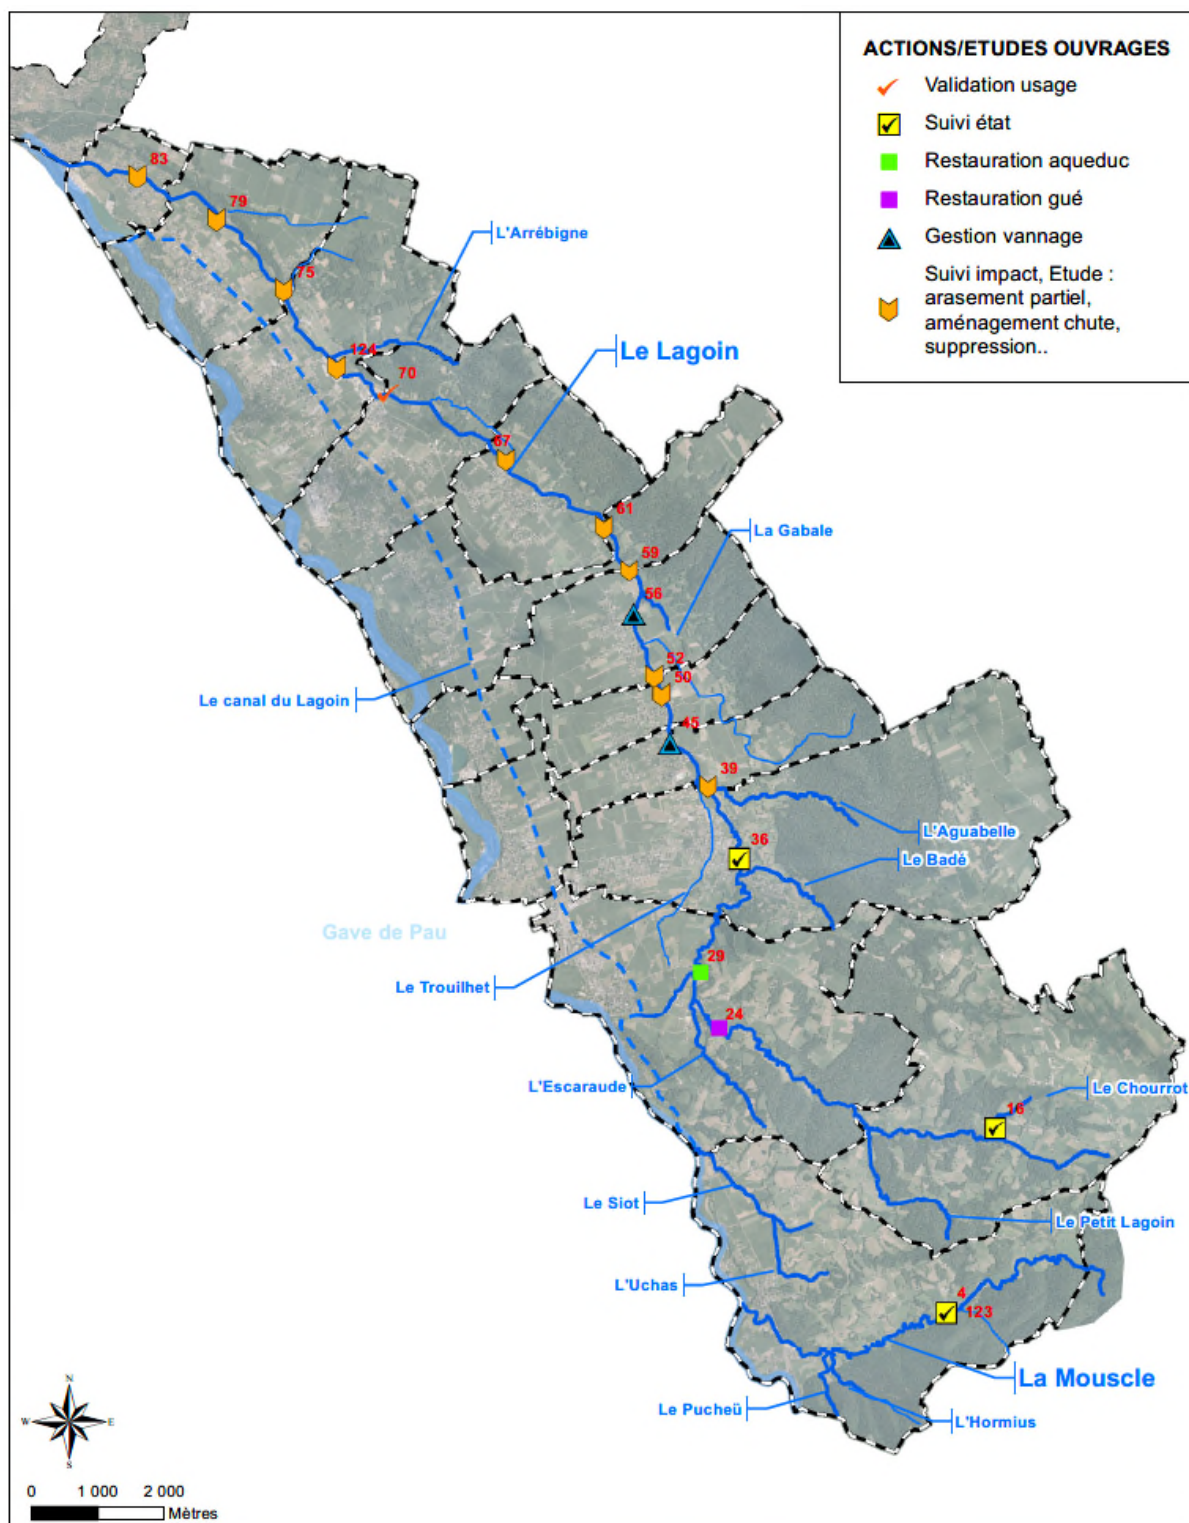 ACTIONS/ETUDES OUVRAGES
Validation usage
Suivi état
Restauration aqueduc
Restauration gué
Gestion vannage
Suivi impact, Etude :
arasement partiel,
aménagement chute,
suppression..
83
79
L'Arrébigne
75
Le Lagoin
124
70
67
61
La Gabale
59
56
52
50
Le canal du Lagoin
45
39
L'Aguabelle
36
Le Badé
Gave de Pau
29
Le Trouilhet
24
L'Escaraude
Le Chourrot
16
Le Siot
Le Petit Lagoin
L'Uchas
4
123
La Mouscle
Le Pucheü
L'Hormius
N
W
E
S
0 1 000 2 000
Mètres